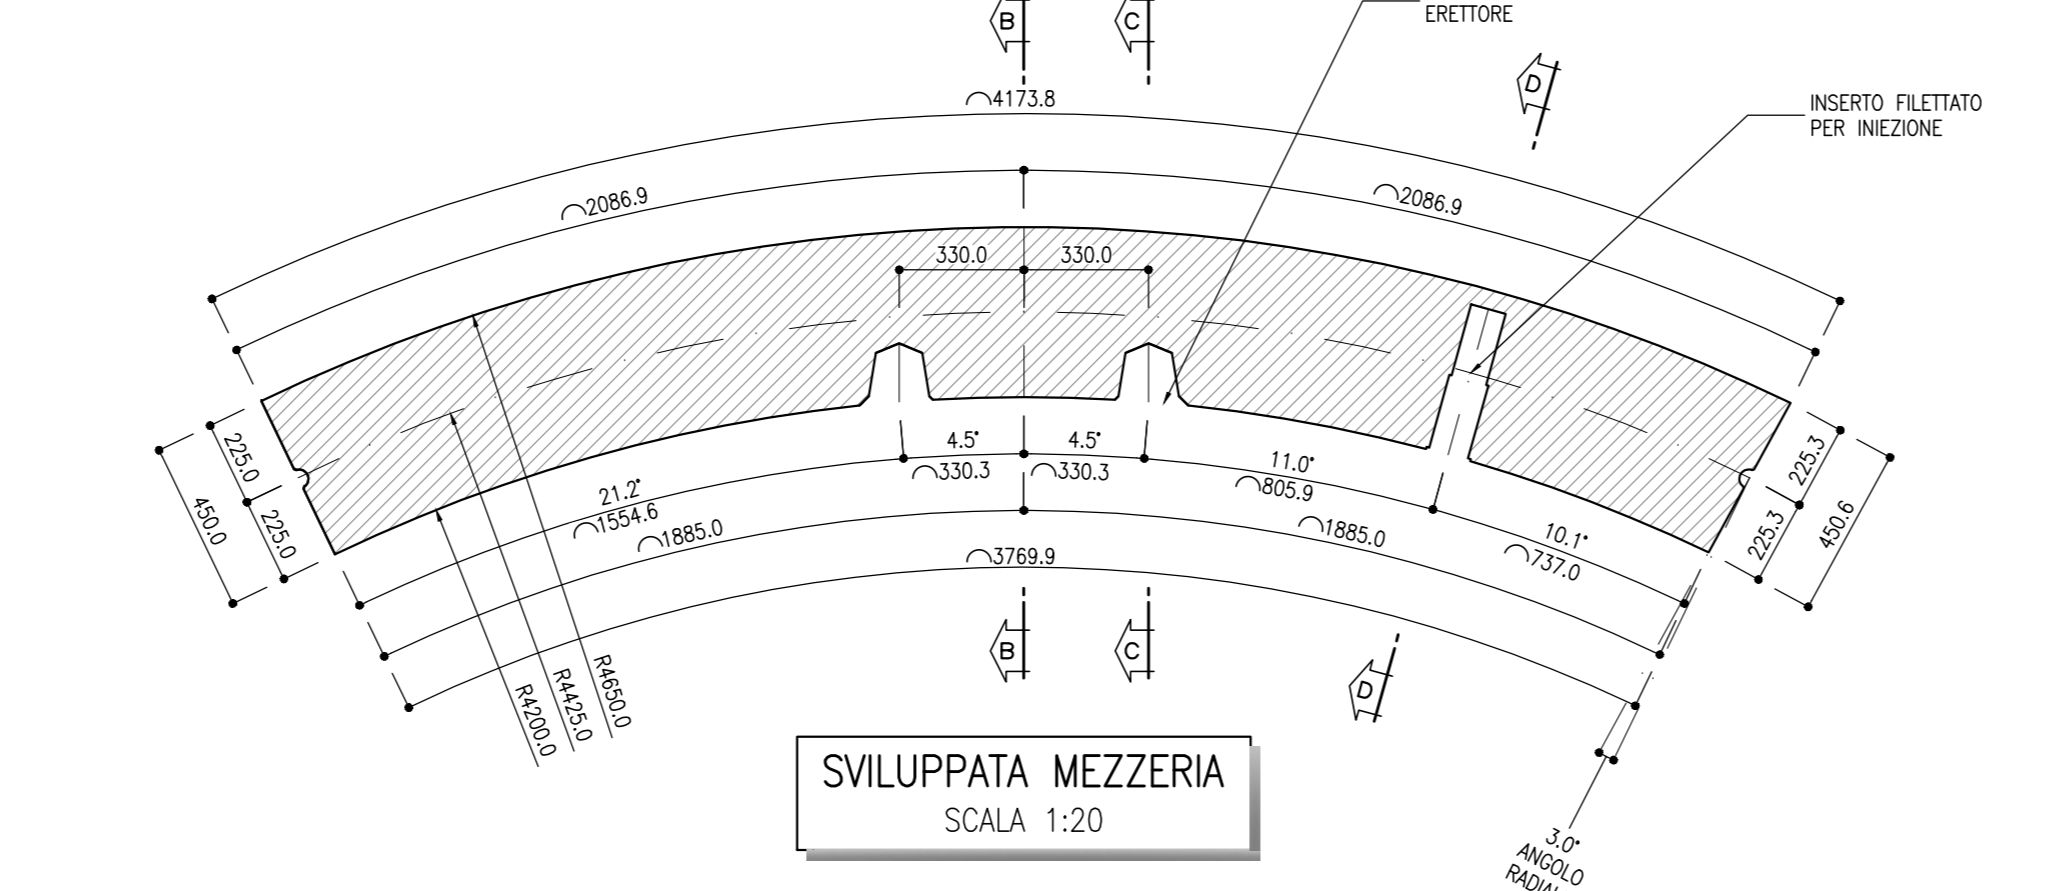 B
C
ERETTORE
D
⌒4173.8
INSERTO FILETTATO
PER INIEZIONE
⌒2086.9
⌒2086.9
330.0
330.0
225.0
225.0
450.0
225.3
225.3
450.6
4.5°
4.5°
⌒330.3
⌒330.3
11.0°
⌒805.9
21.2°
⌒1554.6
⌒1885.0
⌒1885.0
10.1°
⌒737.0
⌒3769.9
B
C
D
R4200.0
R4425.0
R4650.0
SVILUPPATA MEZZERIA
SCALA 1:20
3.0°
ANGOLO